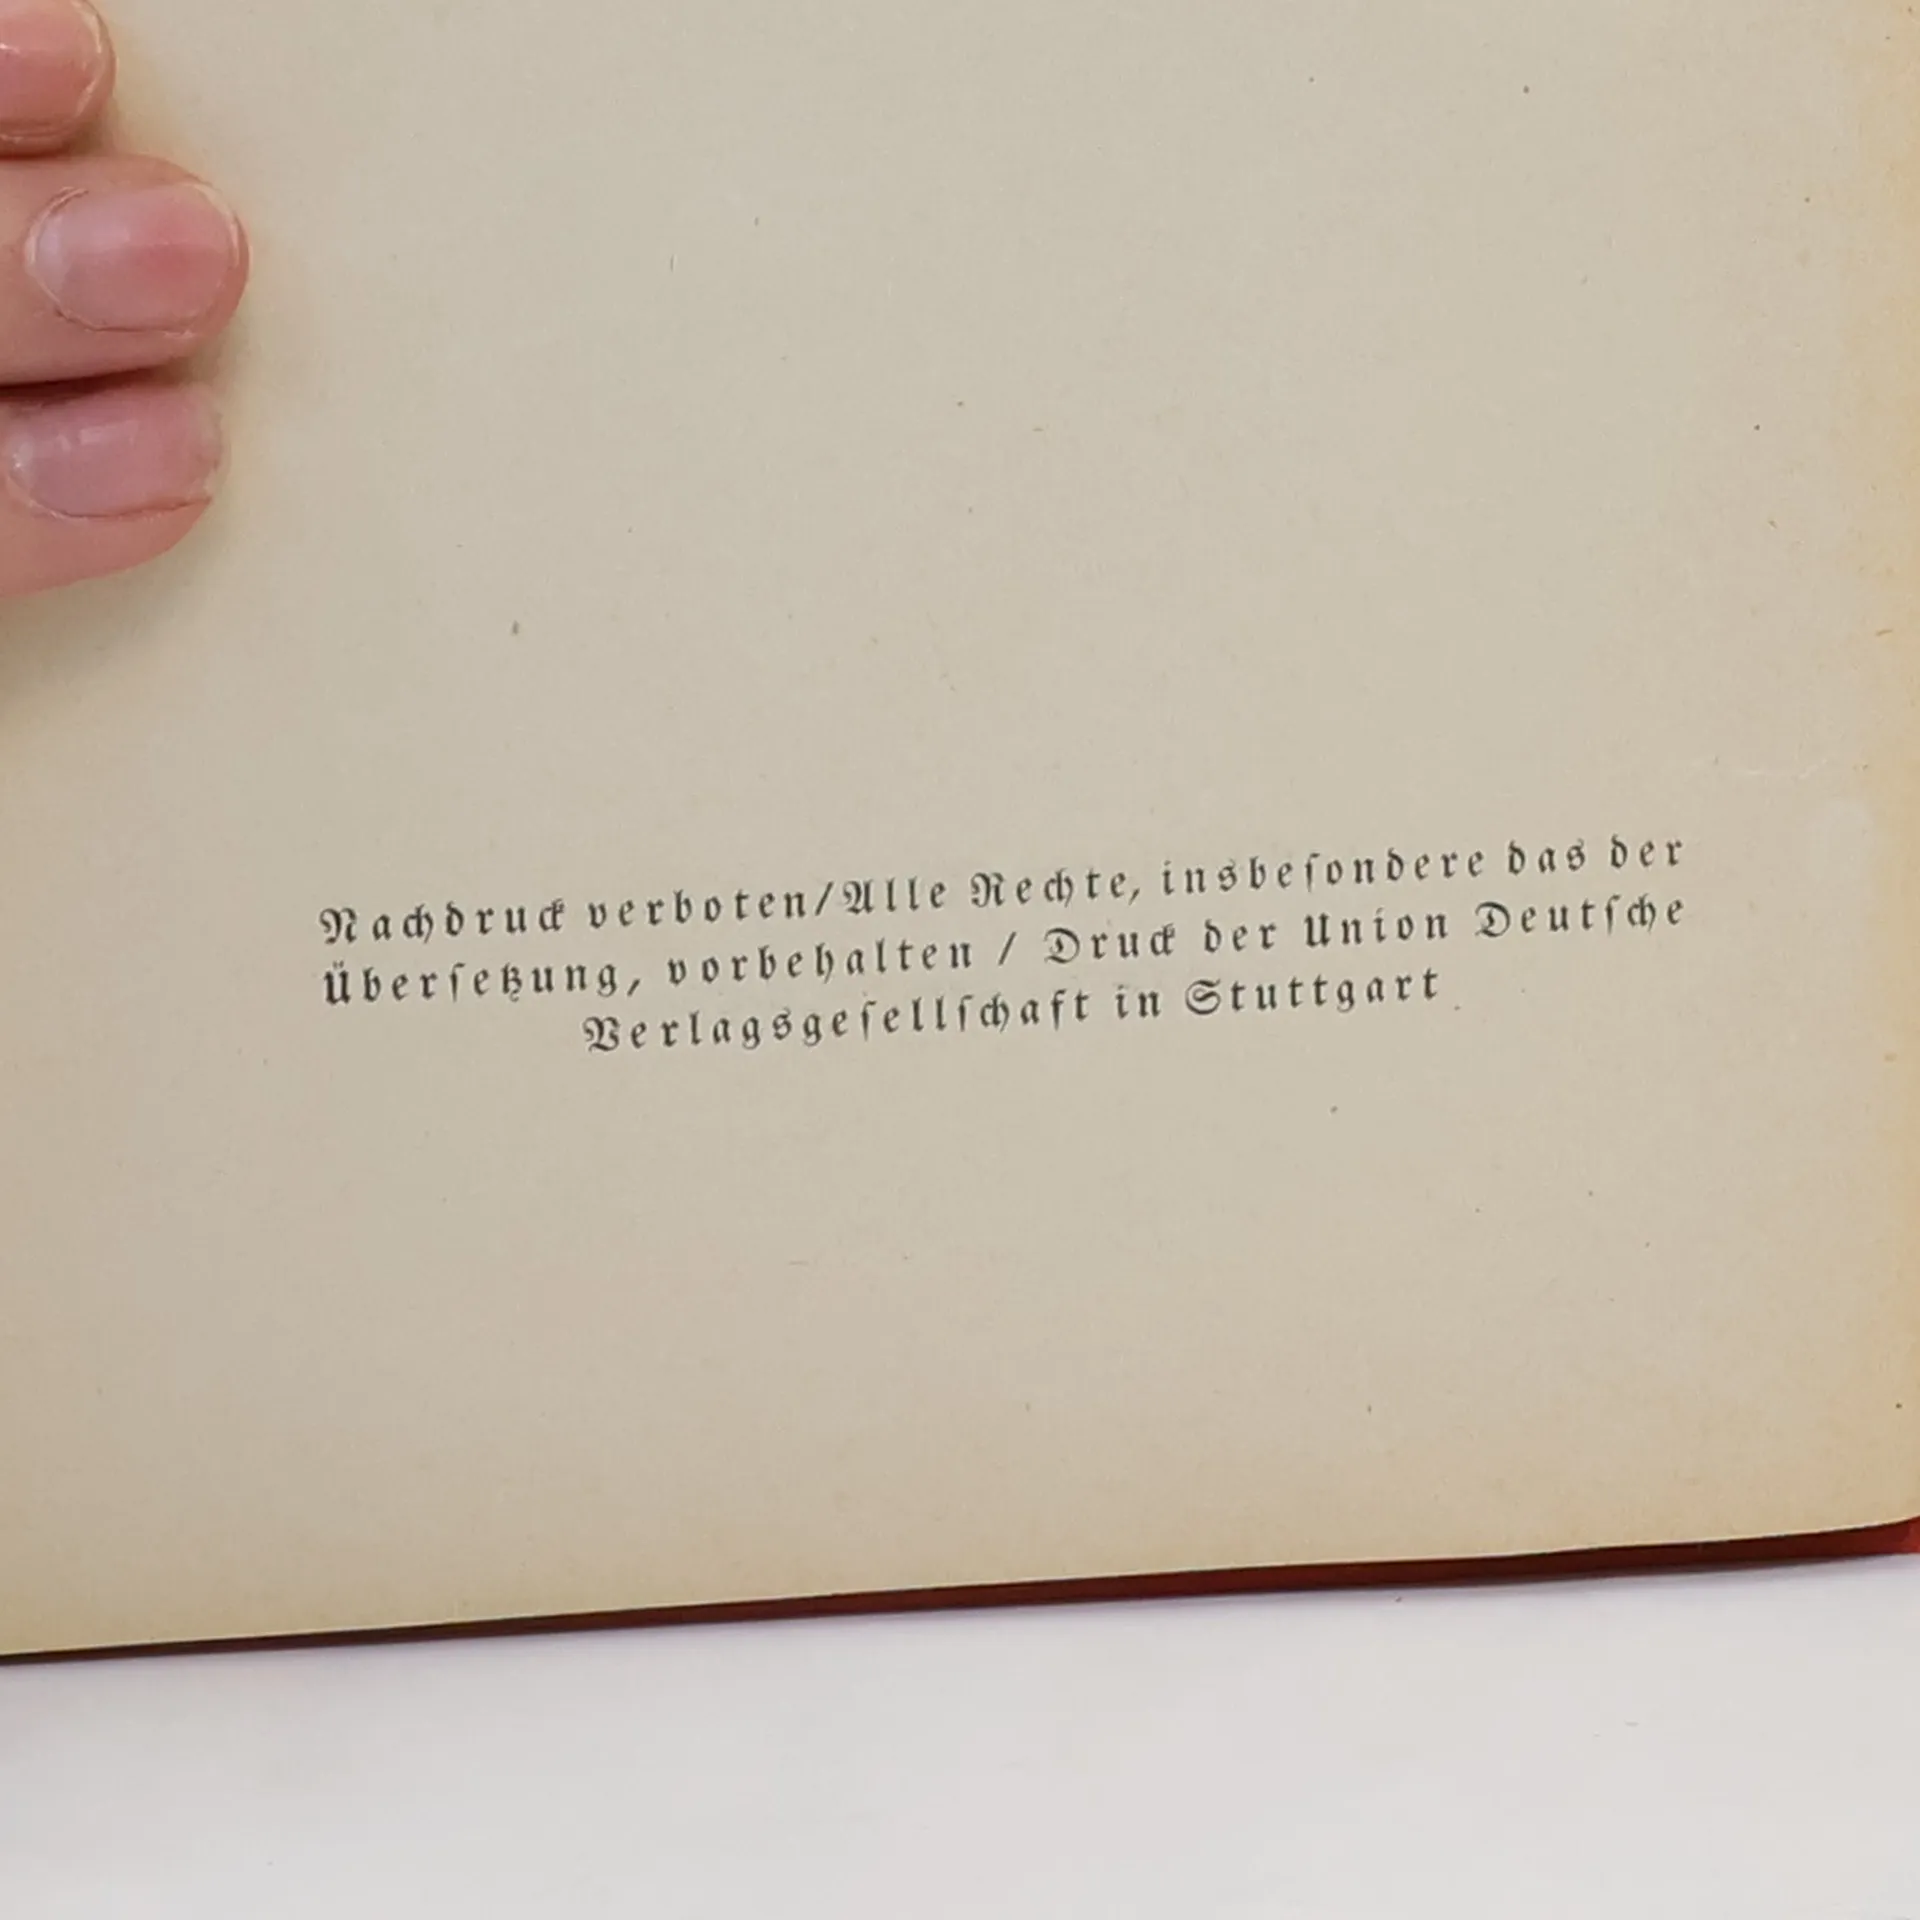 Nachdruck verboten/Alle Rechte, insbeſondere das der
Überſetzung, vorbehalten / Druck der Union Deutſche
Verlagsgeſellſchaft in Stuttgart